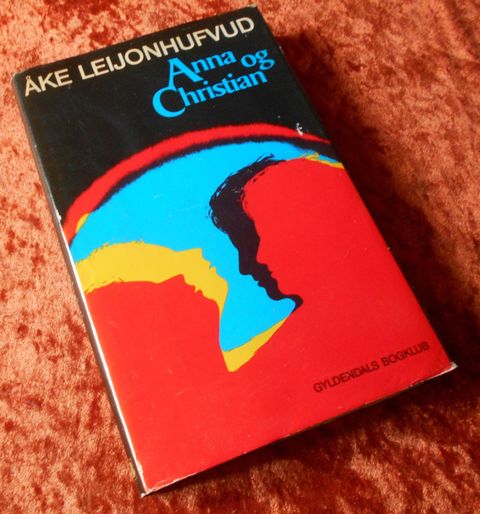 ÅKE LEIJONHUFVUD
Anna og
Christian
GYLDENDALS BOGKLUB